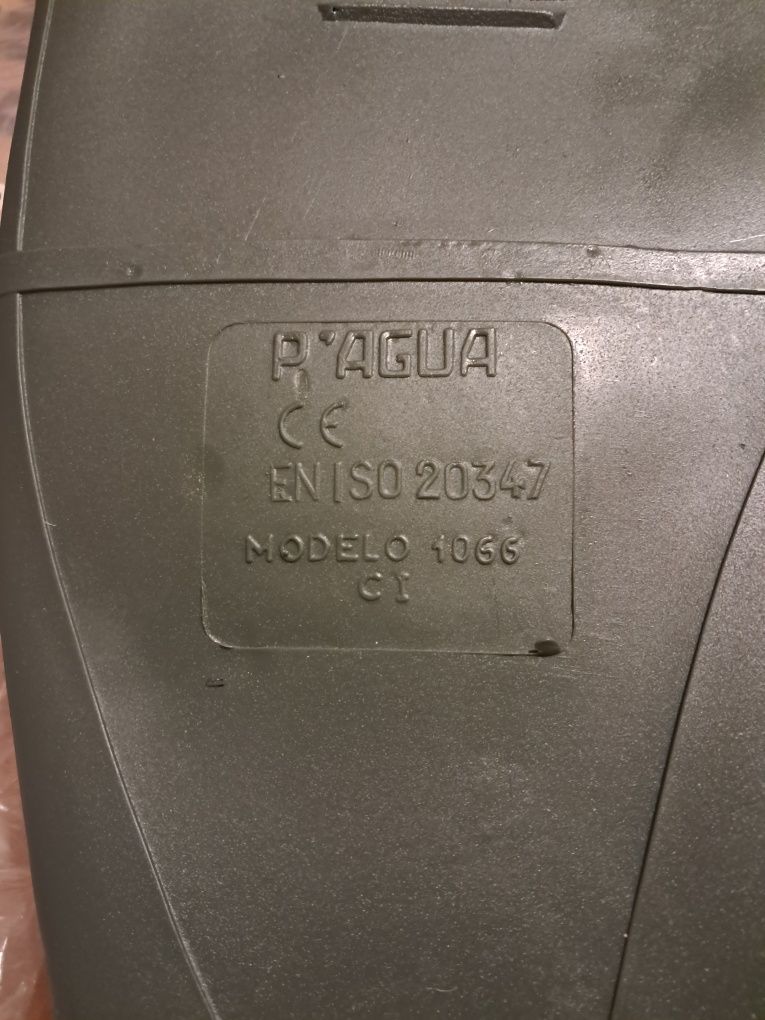 P'AGUA
CE
EN ISO 20347
MODELO 1066
CI